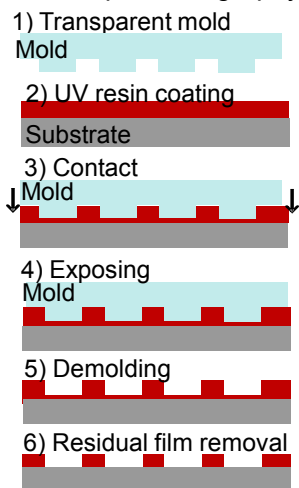 1) Transparent mold
Mold
2) UV resin coating
Substrate
3) Contact
Mold
4) Exposing
Mold
5) Demolding
6) Residual film removal